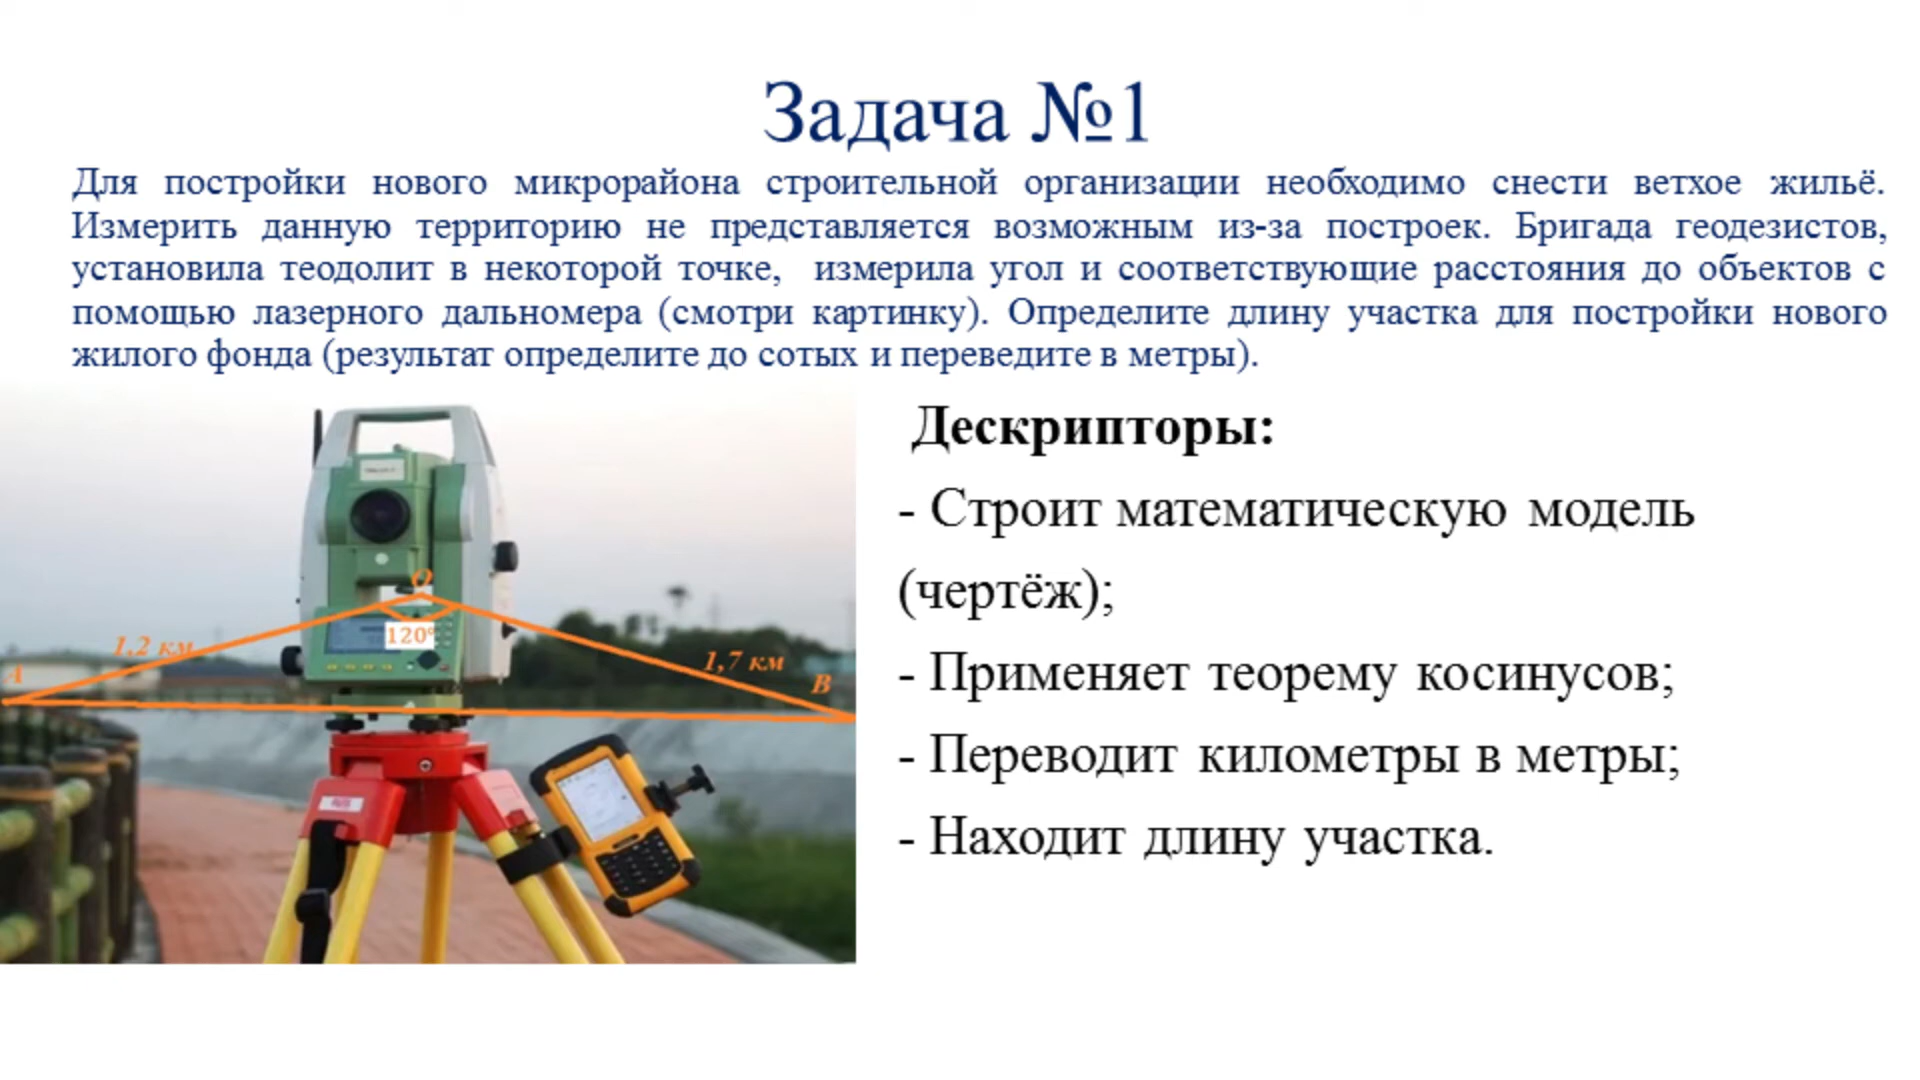 Задача №1
Для постройки нового микрорайона строительной организации необходимо снести ветхое жильё.
Измерить данную территорию не представляется возможным из-за построек. Бригада геодезистов,
установила теодолит в некоторой точке, измерила угол и соответствующие расстояния до объектов с
помощью лазерного дальномера (смотри картинку). Определите длину участка для постройки нового
жилого фонда (результат определите до сотых и переведите в метры).
Дескрипторы:
- Строит математическую модель
(чертёж);
- Применяет теорему косинусов;
- Переводит километры в метры;
- Находит длину участка.
O
120°
1,2 км
1,7 км
A
B